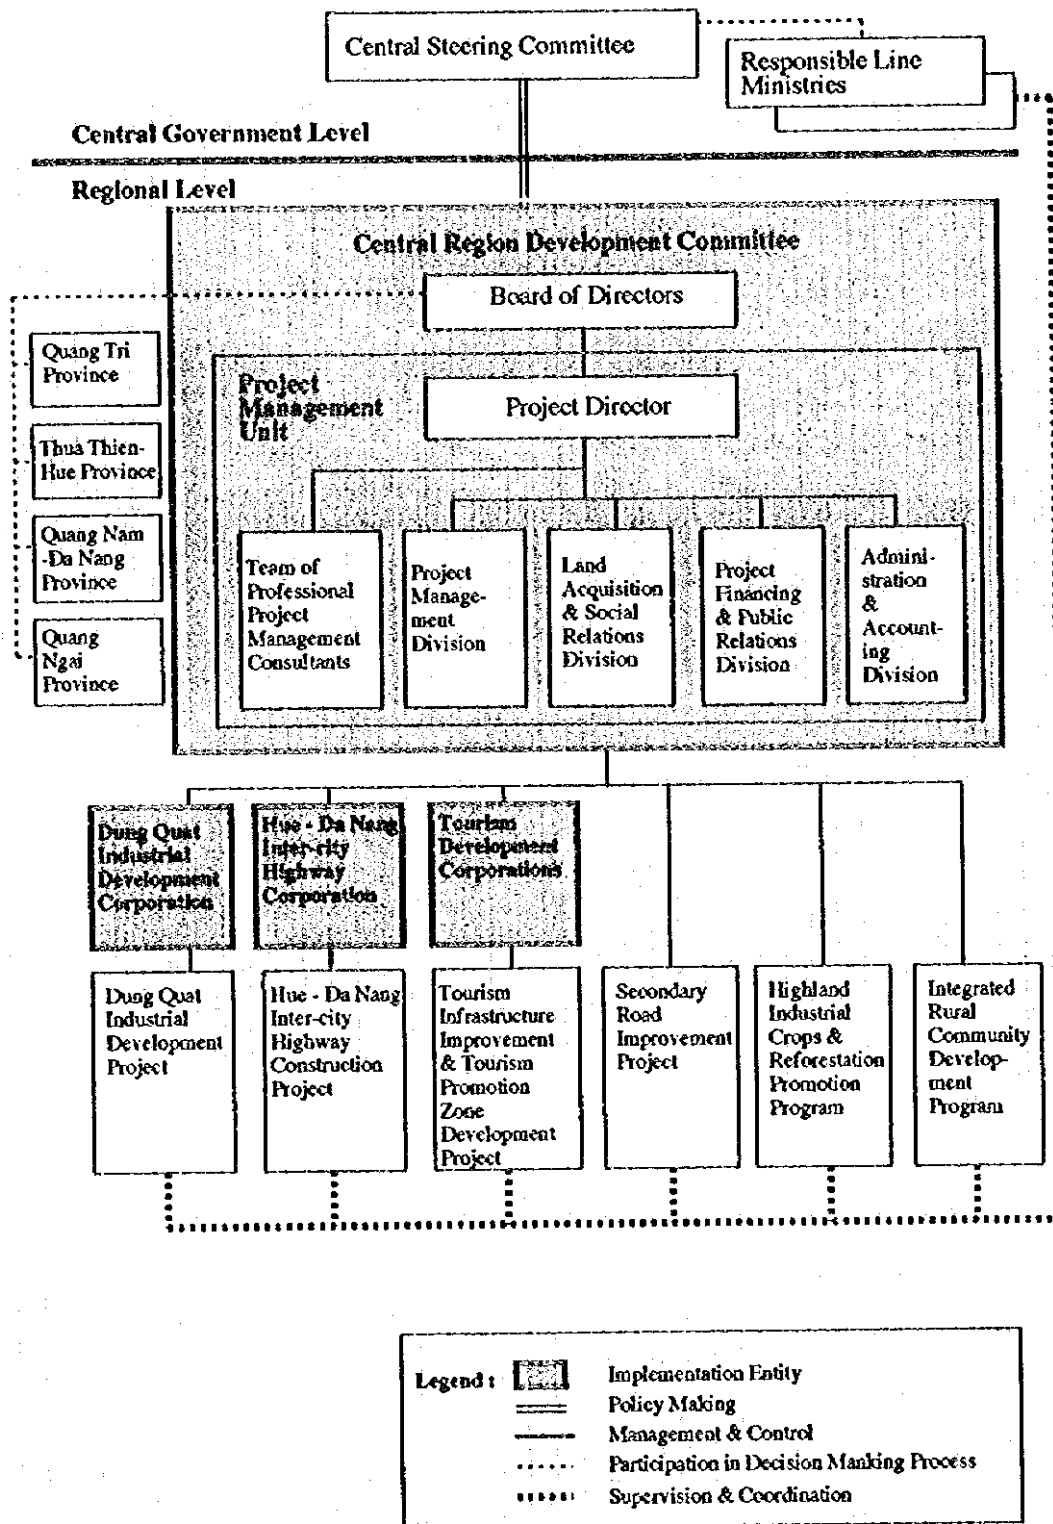 Central Steering Committee
Responsible Line
Ministries
Central Government Level
Regional Level
Central Region Development Committee
Board of Directors
Quang Tri
Province
Thua Thien-
Hue Province
Quang Nam
-Da Nang
Province
Quang
Ngai
Province
Project
Management
Unit
Project Director
Team of
Professional
Project
Management
Consultants
Project
Manage-
ment
Division
Land
Acquisition
& Social
Relations
Division
Project
Financing
& Public
Relations
Division
Admini-
stration
&
Account-
ing
Division
Dung Quat
Industrial
Development
Corporation
Hue - Da Nang
Inter-city
Highway
Corporation
Tourism
Development
Corporations
Dung Quat
Industrial
Development
Project
Hue - Da Nang
Inter-city
Highway
Construction
Project
Tourism
Infrastructure
Improvement
& Tourism
Promotion
Zone
Development
Project
Secondary
Road
Improvement
Project
Highland
Industrial
Crops &
Reforestation
Promotion
Program
Integrated
Rural
Community
Develop-
ment
Program
Legend :
Implementation Entity
Policy Making
Management & Control
Participation in Decision Manking Process
Supervision & Coordination